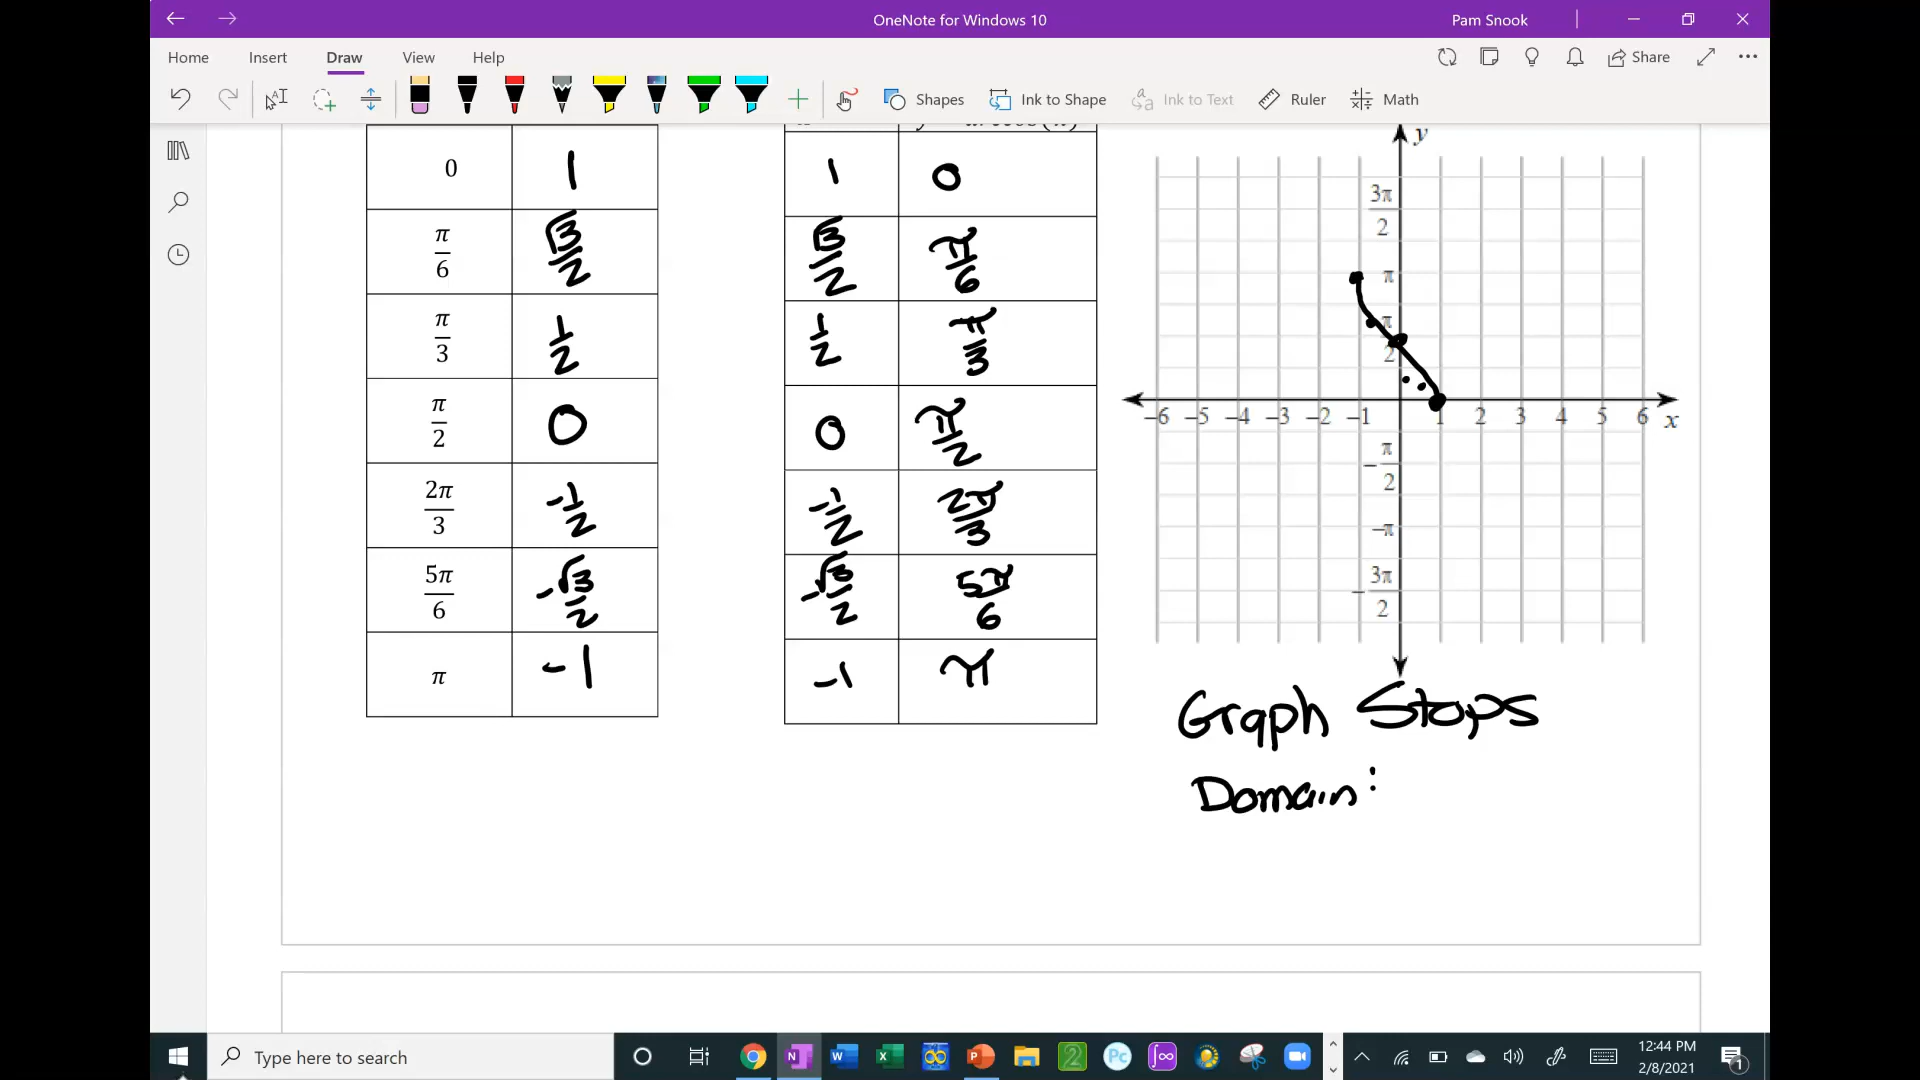 OneNote for Windows 10
Pam Snook
Home Insert Draw View Help
Share
Shapes
Ink to Shape
Ink to Text
Ruler
Math
0 1
π/6 √3/2
π/3 1/2
π/2 0
2π/3 -1/2
5π/6 -√3/2
π -1
1 0
√3/2 π/6
1/2 π/3
0 π/2
-1/2 2π/3
-√3/2 5π/6
-1 π
y
3π/2
π
π/2
-6 -5 -4 -3 -2 -1 1 2 3 4 5 6 x
-π/2
-π
-3π/2
Graph Stops
Domain:
Type here to search
12:44 PM
2/8/2021
1